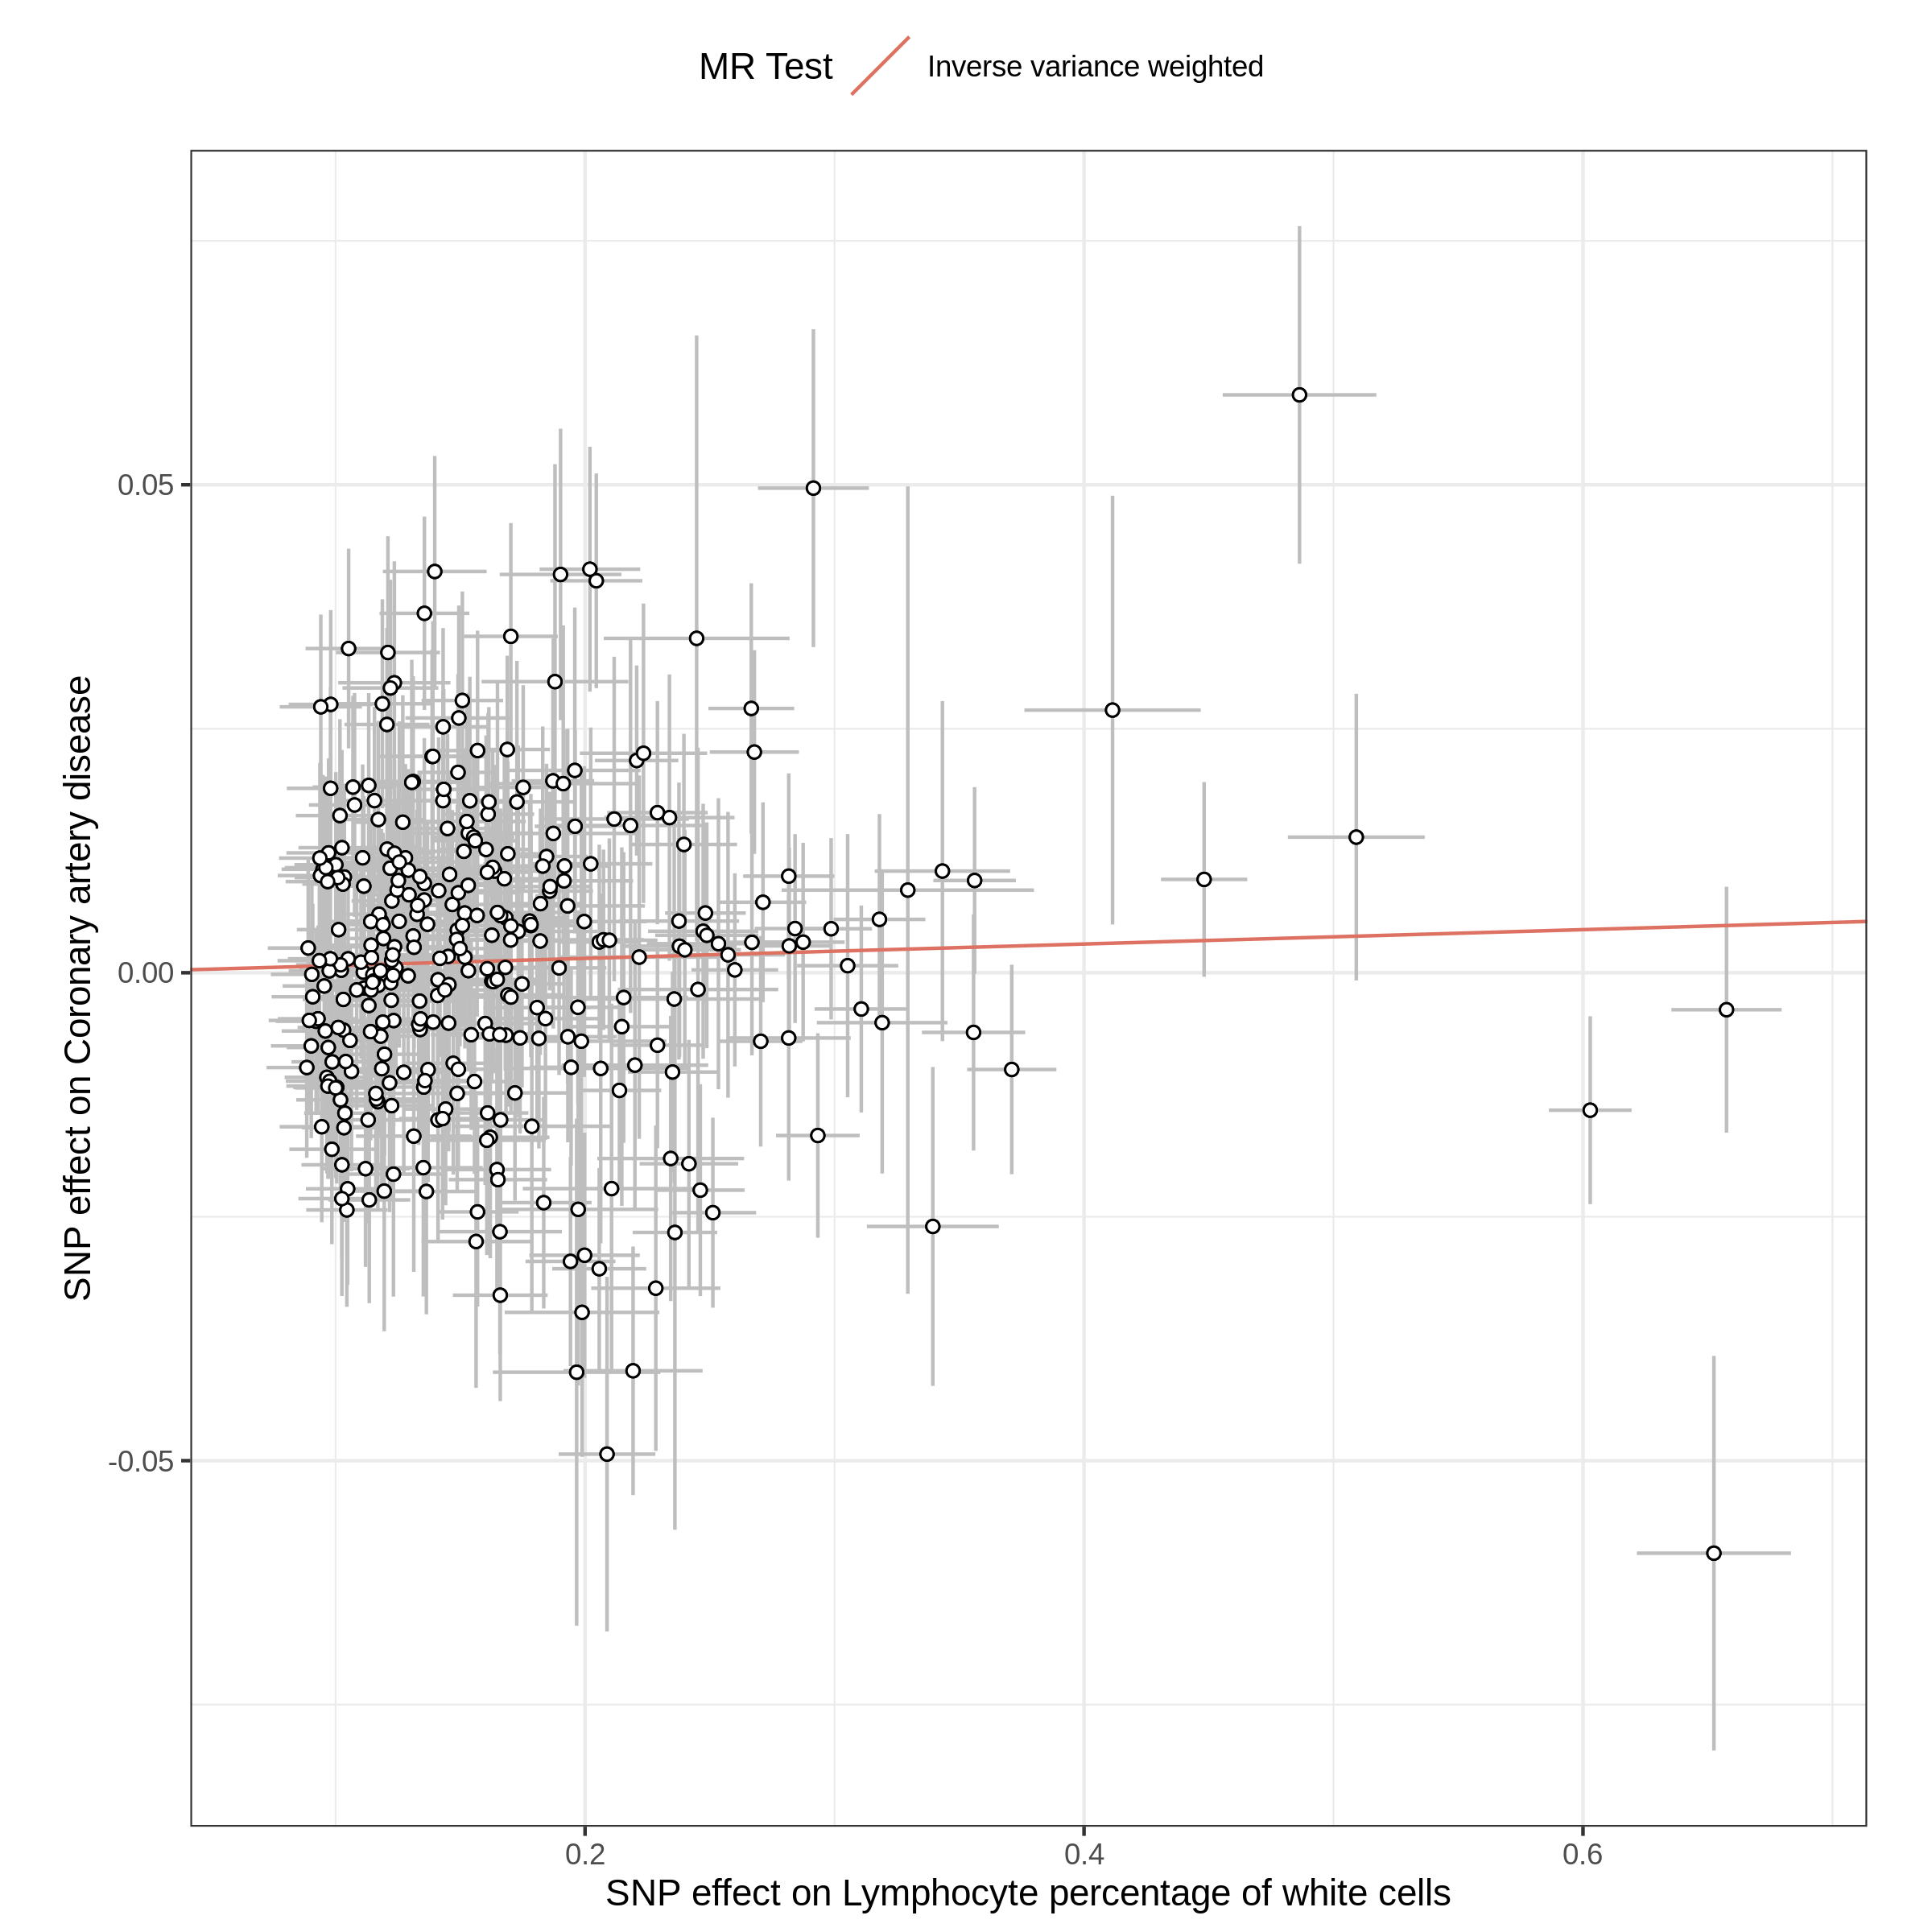 MR Test Inverse variance weighted
SNP effect on Coronary artery disease
0.05
0.00
-0.05
0.2 0.4 0.6
SNP effect on Lymphocyte percentage of white cells